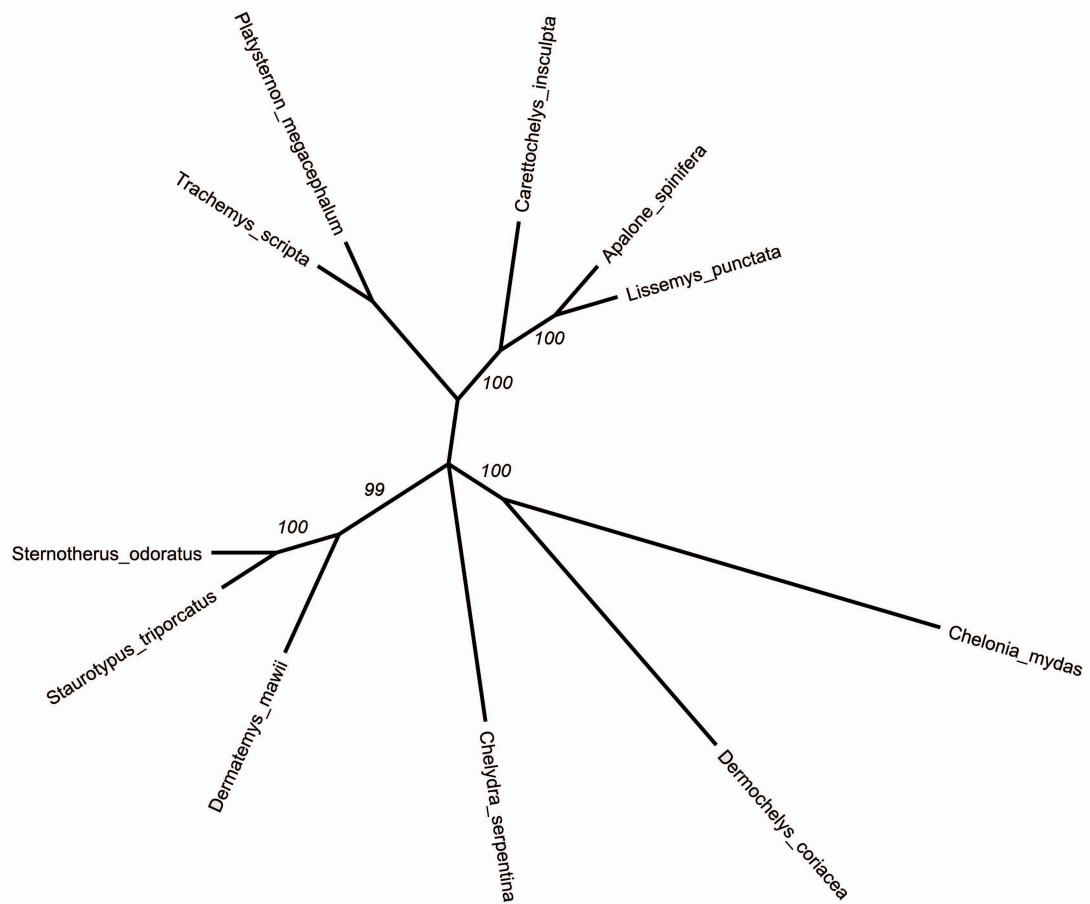 Platysternon_megacephalum
Carettochelys_insculpta
Trachemys_scripta
Apalone_spinifera
Lissemys_punctata
100
100
100
99
100
Sternotherus_odoratus
Staurotypus_triporcatus
Dermatemys_mawii
Chelydra_serpentina
Dermochelys_coriacea
Chelonia_mydas